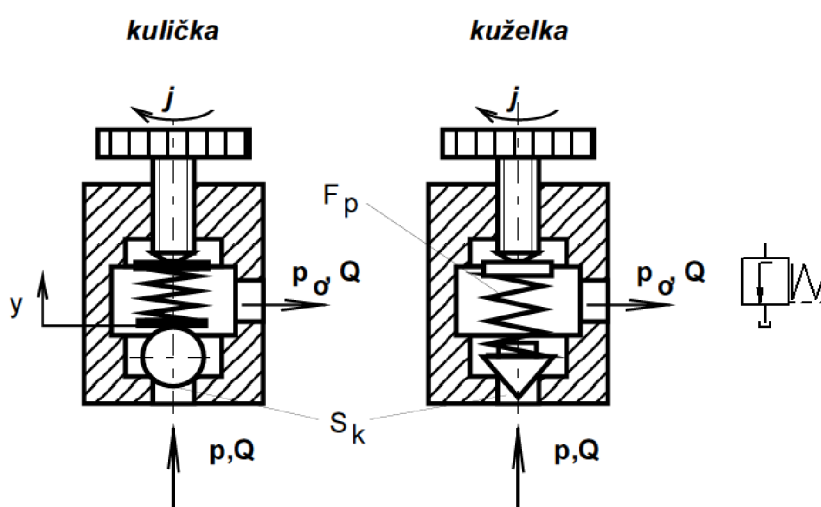 kulička
kuželka
j
j
F p
p o, Q
p o, Q
y
S k
p,Q
p,Q